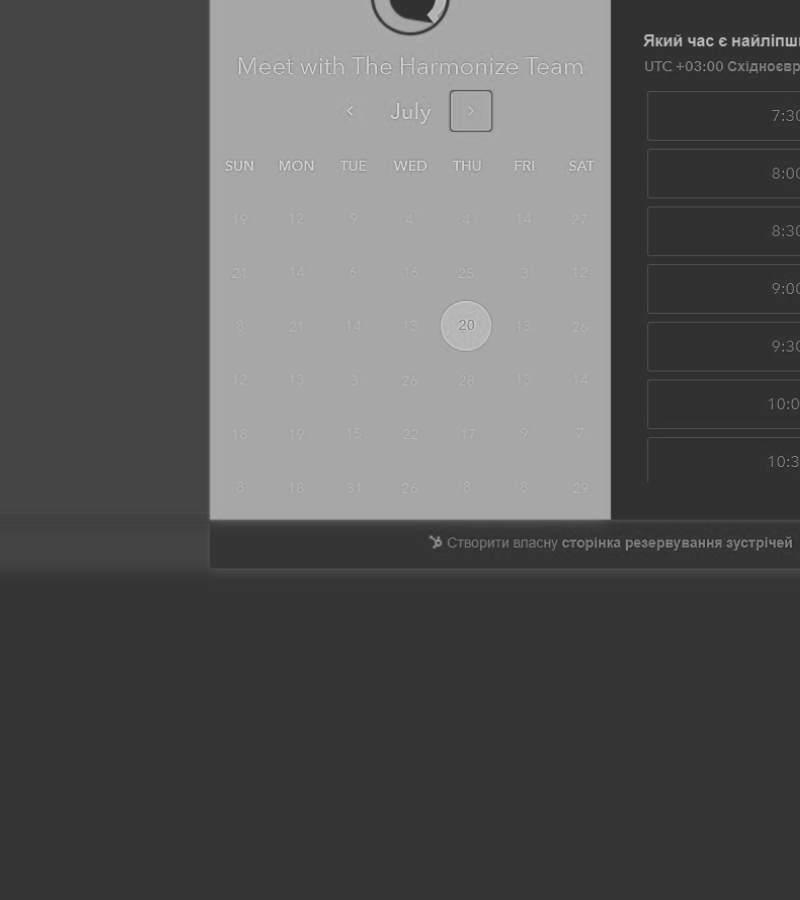 Meet with The Harmonize Team
< July >
SUN MON TUE WED THU FRI SAT
19 12 9 4 4 14 27
21 14 6 16 25 3 12
8 21 14 13 20 13 26
12 13 3 26 28 13 14
18 19 15 22 17 9 7
8 18 31 26 8 8 29
Який час є найліпш
UTC +03:00 Східноєвр
7:30
8:00
8:30
9:00
9:30
10:0
10:3
Створити власну сторінка резервування зустрічей